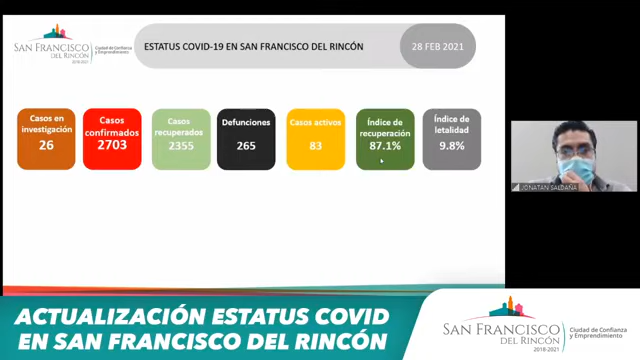 SAN FRANCISCO
DEL RINCÓN
2018-2021
Ciudad de Confianza
y Emprendimiento
ESTATUS COVID-19 EN SAN FRANCISCO DEL RINCÓN
28 FEB 2021
Casos en
investigación
26
Casos
confirmados
2703
Casos
recuperados
2355
Defunciones
265
Casos activos
83
Índice de
recuperación
87.1%
Índice de
letalidad
9.8%
JONATAN SALDAÑA
ACTUALIZACIÓN ESTATUS COVID
EN SAN FRANCISCO DEL RINCÓN
SAN FRANCISCO
DEL RINCÓN
2018-2021
Ciudad de Confianza
y Emprendimiento